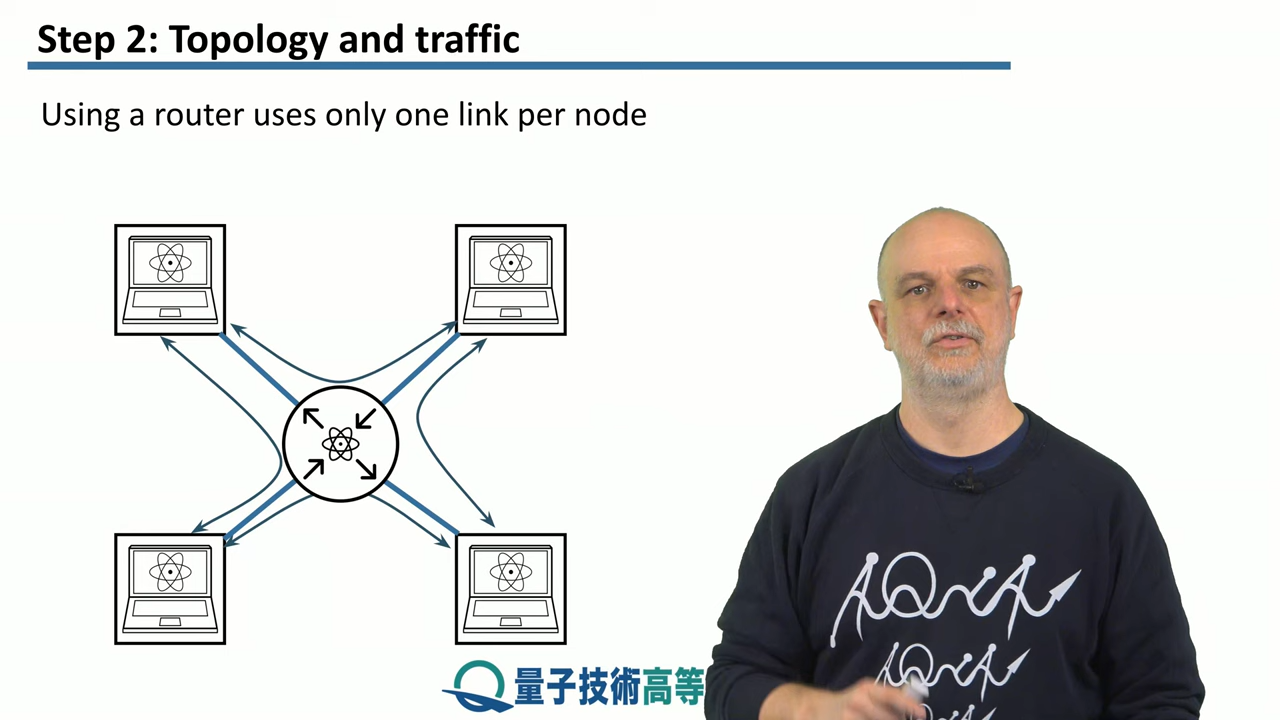 Step 2: Topology and traffic
Using a router uses only one link per node
量子技術高等
AQUA